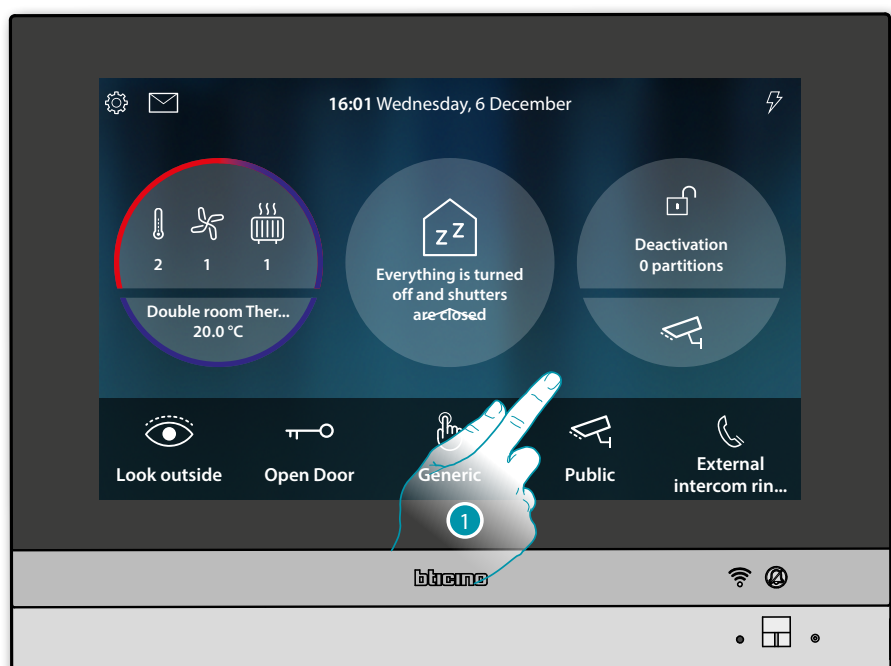 16:01 Wednesday, 6 December
2 1 1
Double room Ther...
20.0 °C
z z
Everything is turned
off and shutters
are closed
Deactivation
0 partitions
Look outside
Open Door
Generic
Public
External
intercom rin...
1
bticino